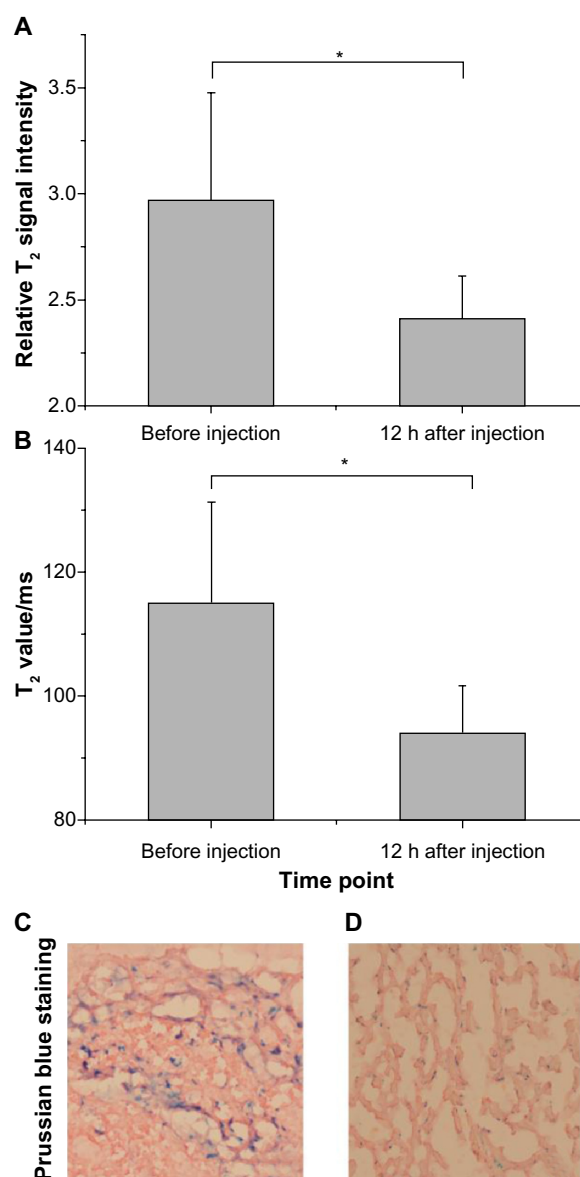 A
Relative T₂ signal intensity
3.5
3.0
2.5
2.0
*
Before injection
12 h after injection
B
T₂ value/ms
140
120
100
80
*
Before injection
12 h after injection
Time point
C
D
Prussian blue staining